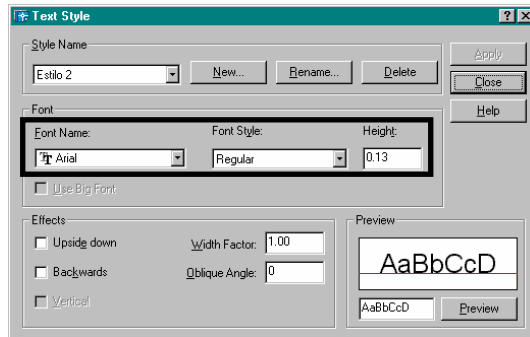 Text Style
Style Name
Estilo 2 New... Rename... Delete
Apply
Close
Help
Font
Font Name: Font Style: Height:
Arial Regular 0.13
Use Big Font
Effects
Upside down Width Factor: 1.00
Backwards Oblique Angle: 0
Vertical
Preview
AaBbCcD
AaBbCcD Preview